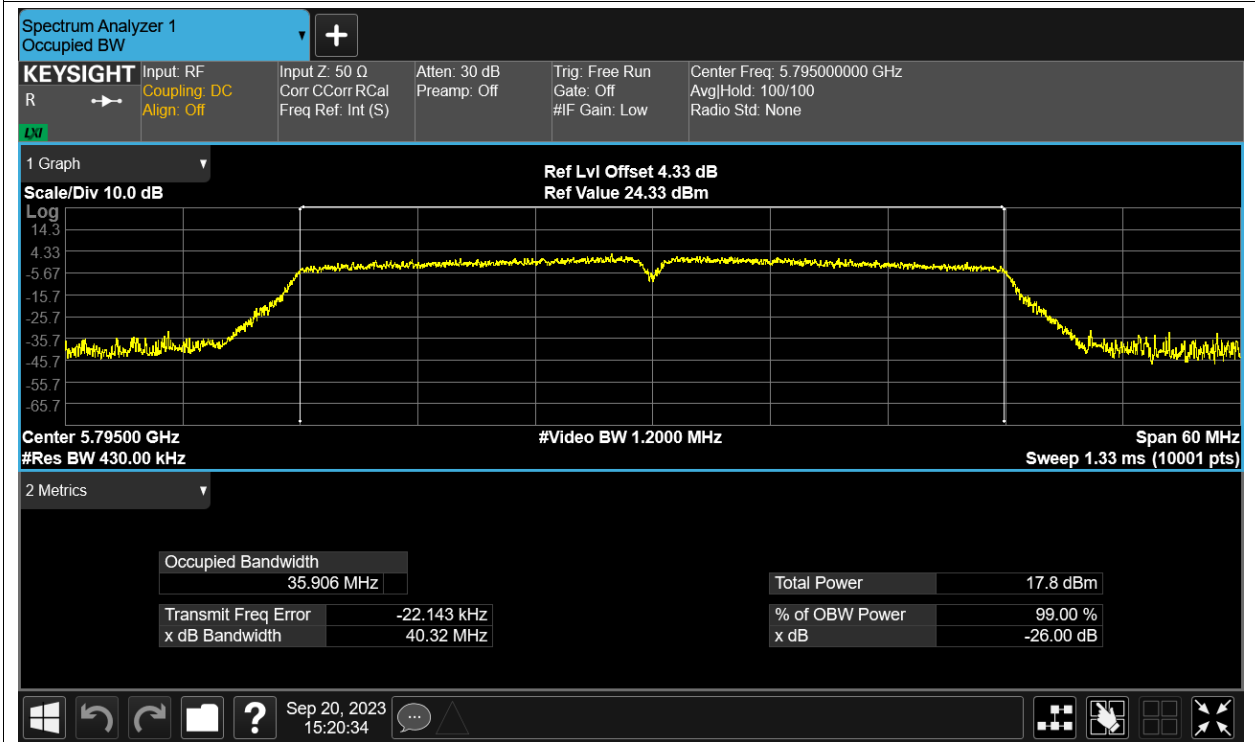 Spectrum Analyzer 1
Occupied BW
KEYSIGHT
R
LXI
Input: RF
Coupling: DC
Align: Off
Input Z: 50 Ω
Corr CCorr RCal
Freq Ref: Int (S)
Atten: 30 dB
Preamp: Off
Trig: Free Run
Gate: Off
#IF Gain: Low
Center Freq: 5.795000000 GHz
Avg|Hold: 100/100
Radio Std: None
1 Graph
Scale/Div 10.0 dB
Ref Lvl Offset 4.33 dB
Ref Value 24.33 dBm
Log
14.3
4.33
-5.67
-15.7
-25.7
-35.7
-45.7
-55.7
-65.7
Center 5.79500 GHz
#Video BW 1.2000 MHz
Span 60 MHz
#Res BW 430.00 kHz
Sweep 1.33 ms (10001 pts)
2 Metrics
Occupied Bandwidth
35.906 MHz
Total Power 17.8 dBm
Transmit Freq Error -22.143 kHz
% of OBW Power 99.00 %
x dB Bandwidth 40.32 MHz
x dB -26.00 dB
?
Sep 20, 2023
15:20:34